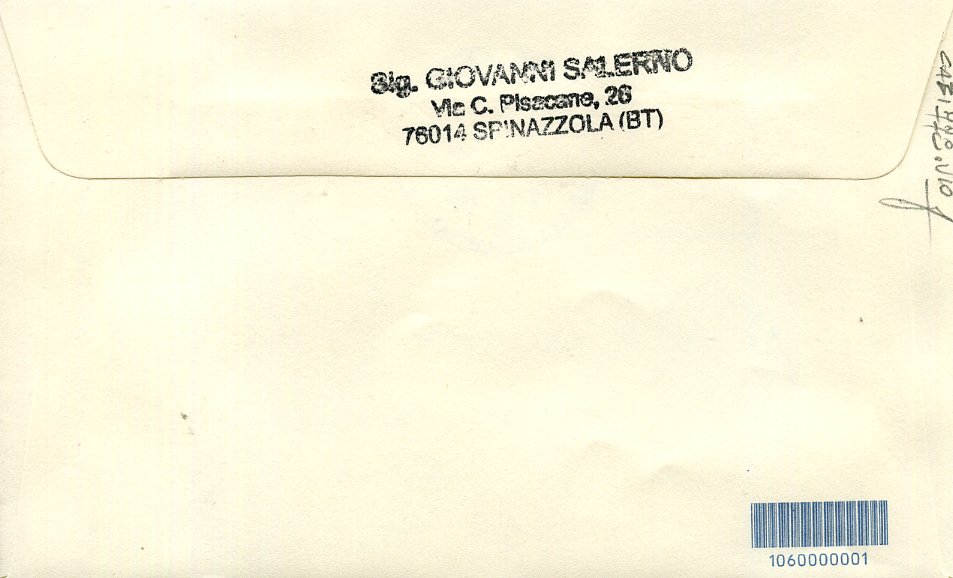 Sig. GIOVANNI SALERNO
Via C. Pisacane, 26
76014 SPINAZZOLA (BT)
1060000001